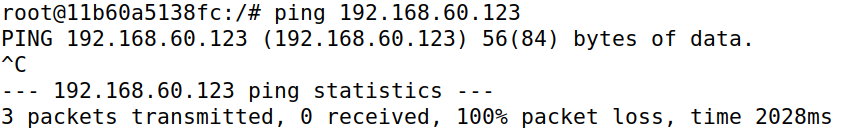 root@11b60a5138fc:/# ping 192.168.60.123
PING 192.168.60.123 (192.168.60.123) 56(84) bytes of data.
^C
--- 192.168.60.123 ping statistics ---
3 packets transmitted, 0 received, 100% packet loss, time 2028ms